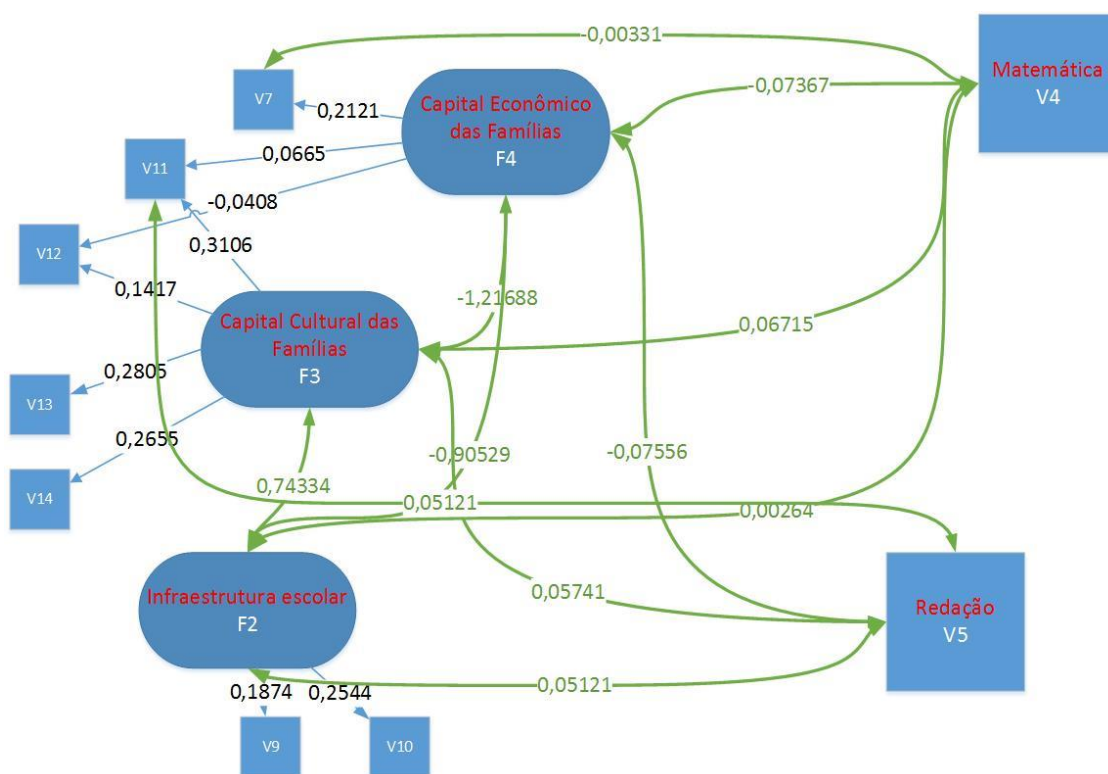 -0,00331
Matemática
V4
-0,07367
V7
0,2121
Capital Econômico
das Famílias
F4
V11
0,0665
-0,0408
V12
0,3106
0,1417
-1,21688
Capital Cultural das
Famílias
F3
0,06715
0,2805
V13
0,2655
-0,90529
-0,07556
V14
0,74334
0,05121
0,00264
Infraestrutura escolar
F2
0,05741
Redação
V5
0,1874
0,2544
0,05121
V9
V10